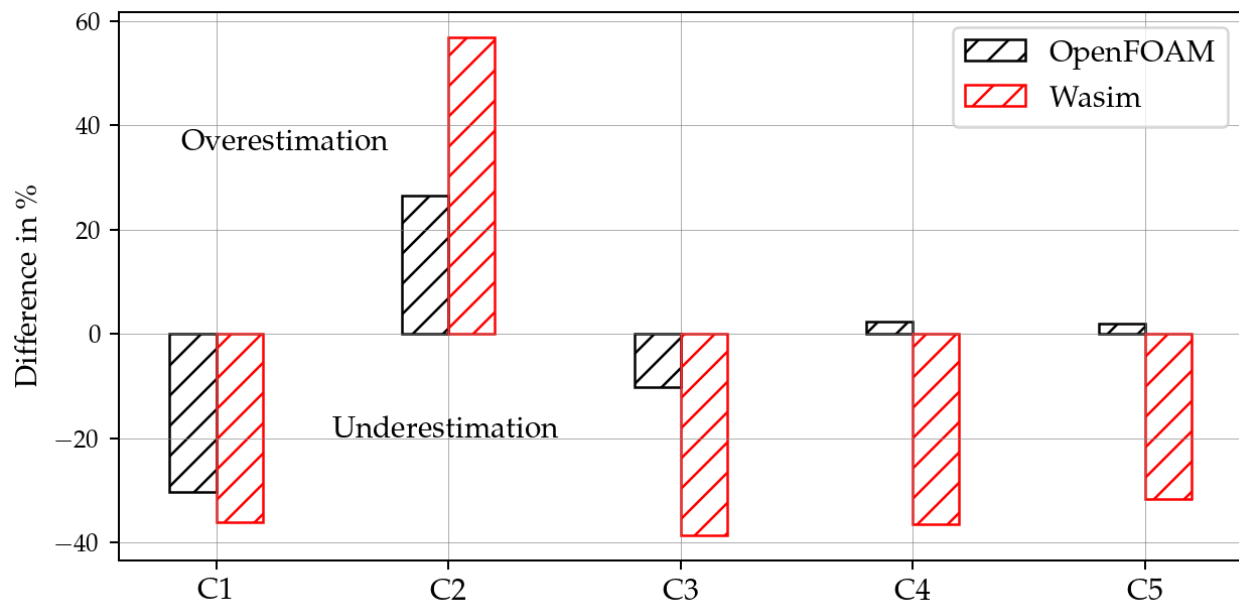 60
40
20
0
−20
−40
Difference in %
Overestimation
Underestimation
OpenFOAM
Wasim
C1 C2 C3 C4 C5